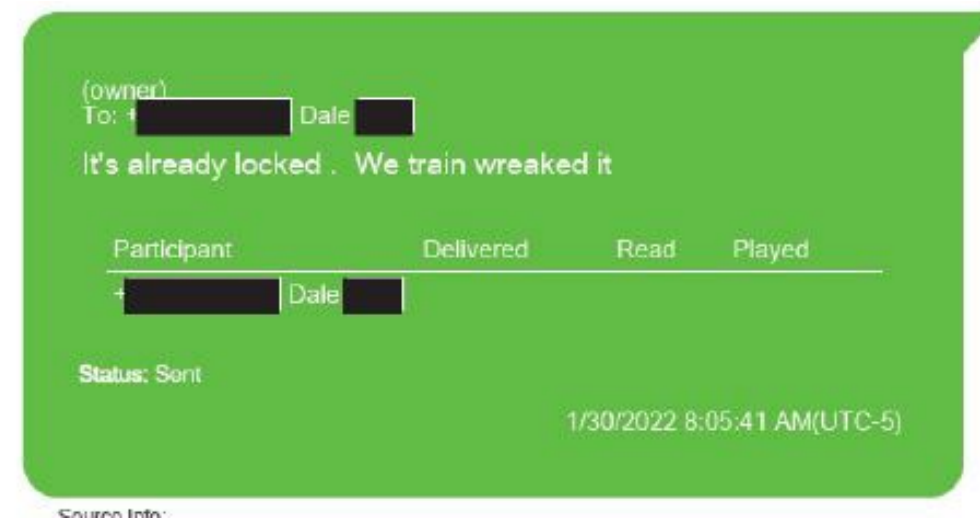 (owner)
To: + Dale
It's already locked . We train wreaked it
Participant Delivered Read Played
+ Dale
Status: Sent
1/30/2022 8:05:41 AM(UTC-5)
Source Info: